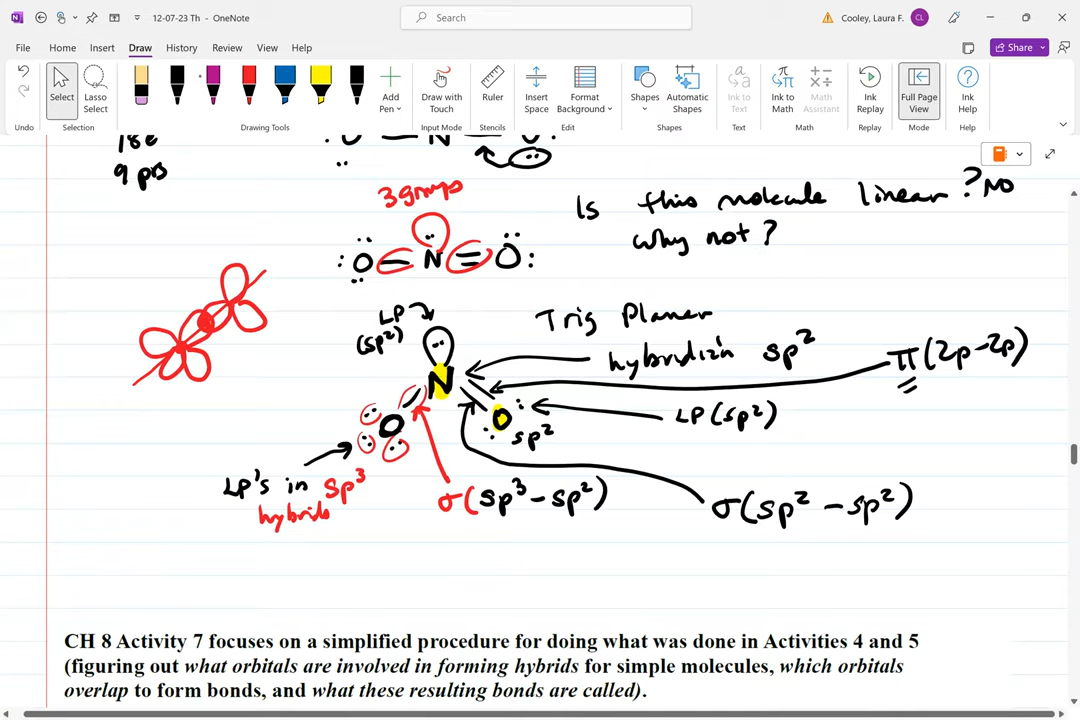 12-07-23 Th - OneNote
Search
Cooley, Laura F.
CL
File Home Insert Draw History Review View Help
Share
Undo
Select
Lasso Select
Selection
Drawing Tools
Add Pen
Draw with Touch
Input Mode
Ruler
Stencils
Insert Space
Format Background
Edit
Shapes
Automatic Shapes
Shapes
Ink to Text
Text
Ink to Math
Math Assistant
Math
Ink Replay
Replay
Full Page View
Mode
Ink Help
Help
18e
9 prs
3 groups
Is this molecule linear? No
why not?
:O — N = O:
LP
(sp²)
Trig Planer
hybridiz'n sp²
π (2p-2p)
N
O
O
sp²
LP (sp²)
LP's in sp³
hybrids
σ(sp³ - sp²)
σ(sp² - sp²)
CH 8 Activity 7 focuses on a simplified procedure for doing what was done in Activities 4 and 5
(figuring out what orbitals are involved in forming hybrids for simple molecules, which orbitals
overlap to form bonds, and what these resulting bonds are called).